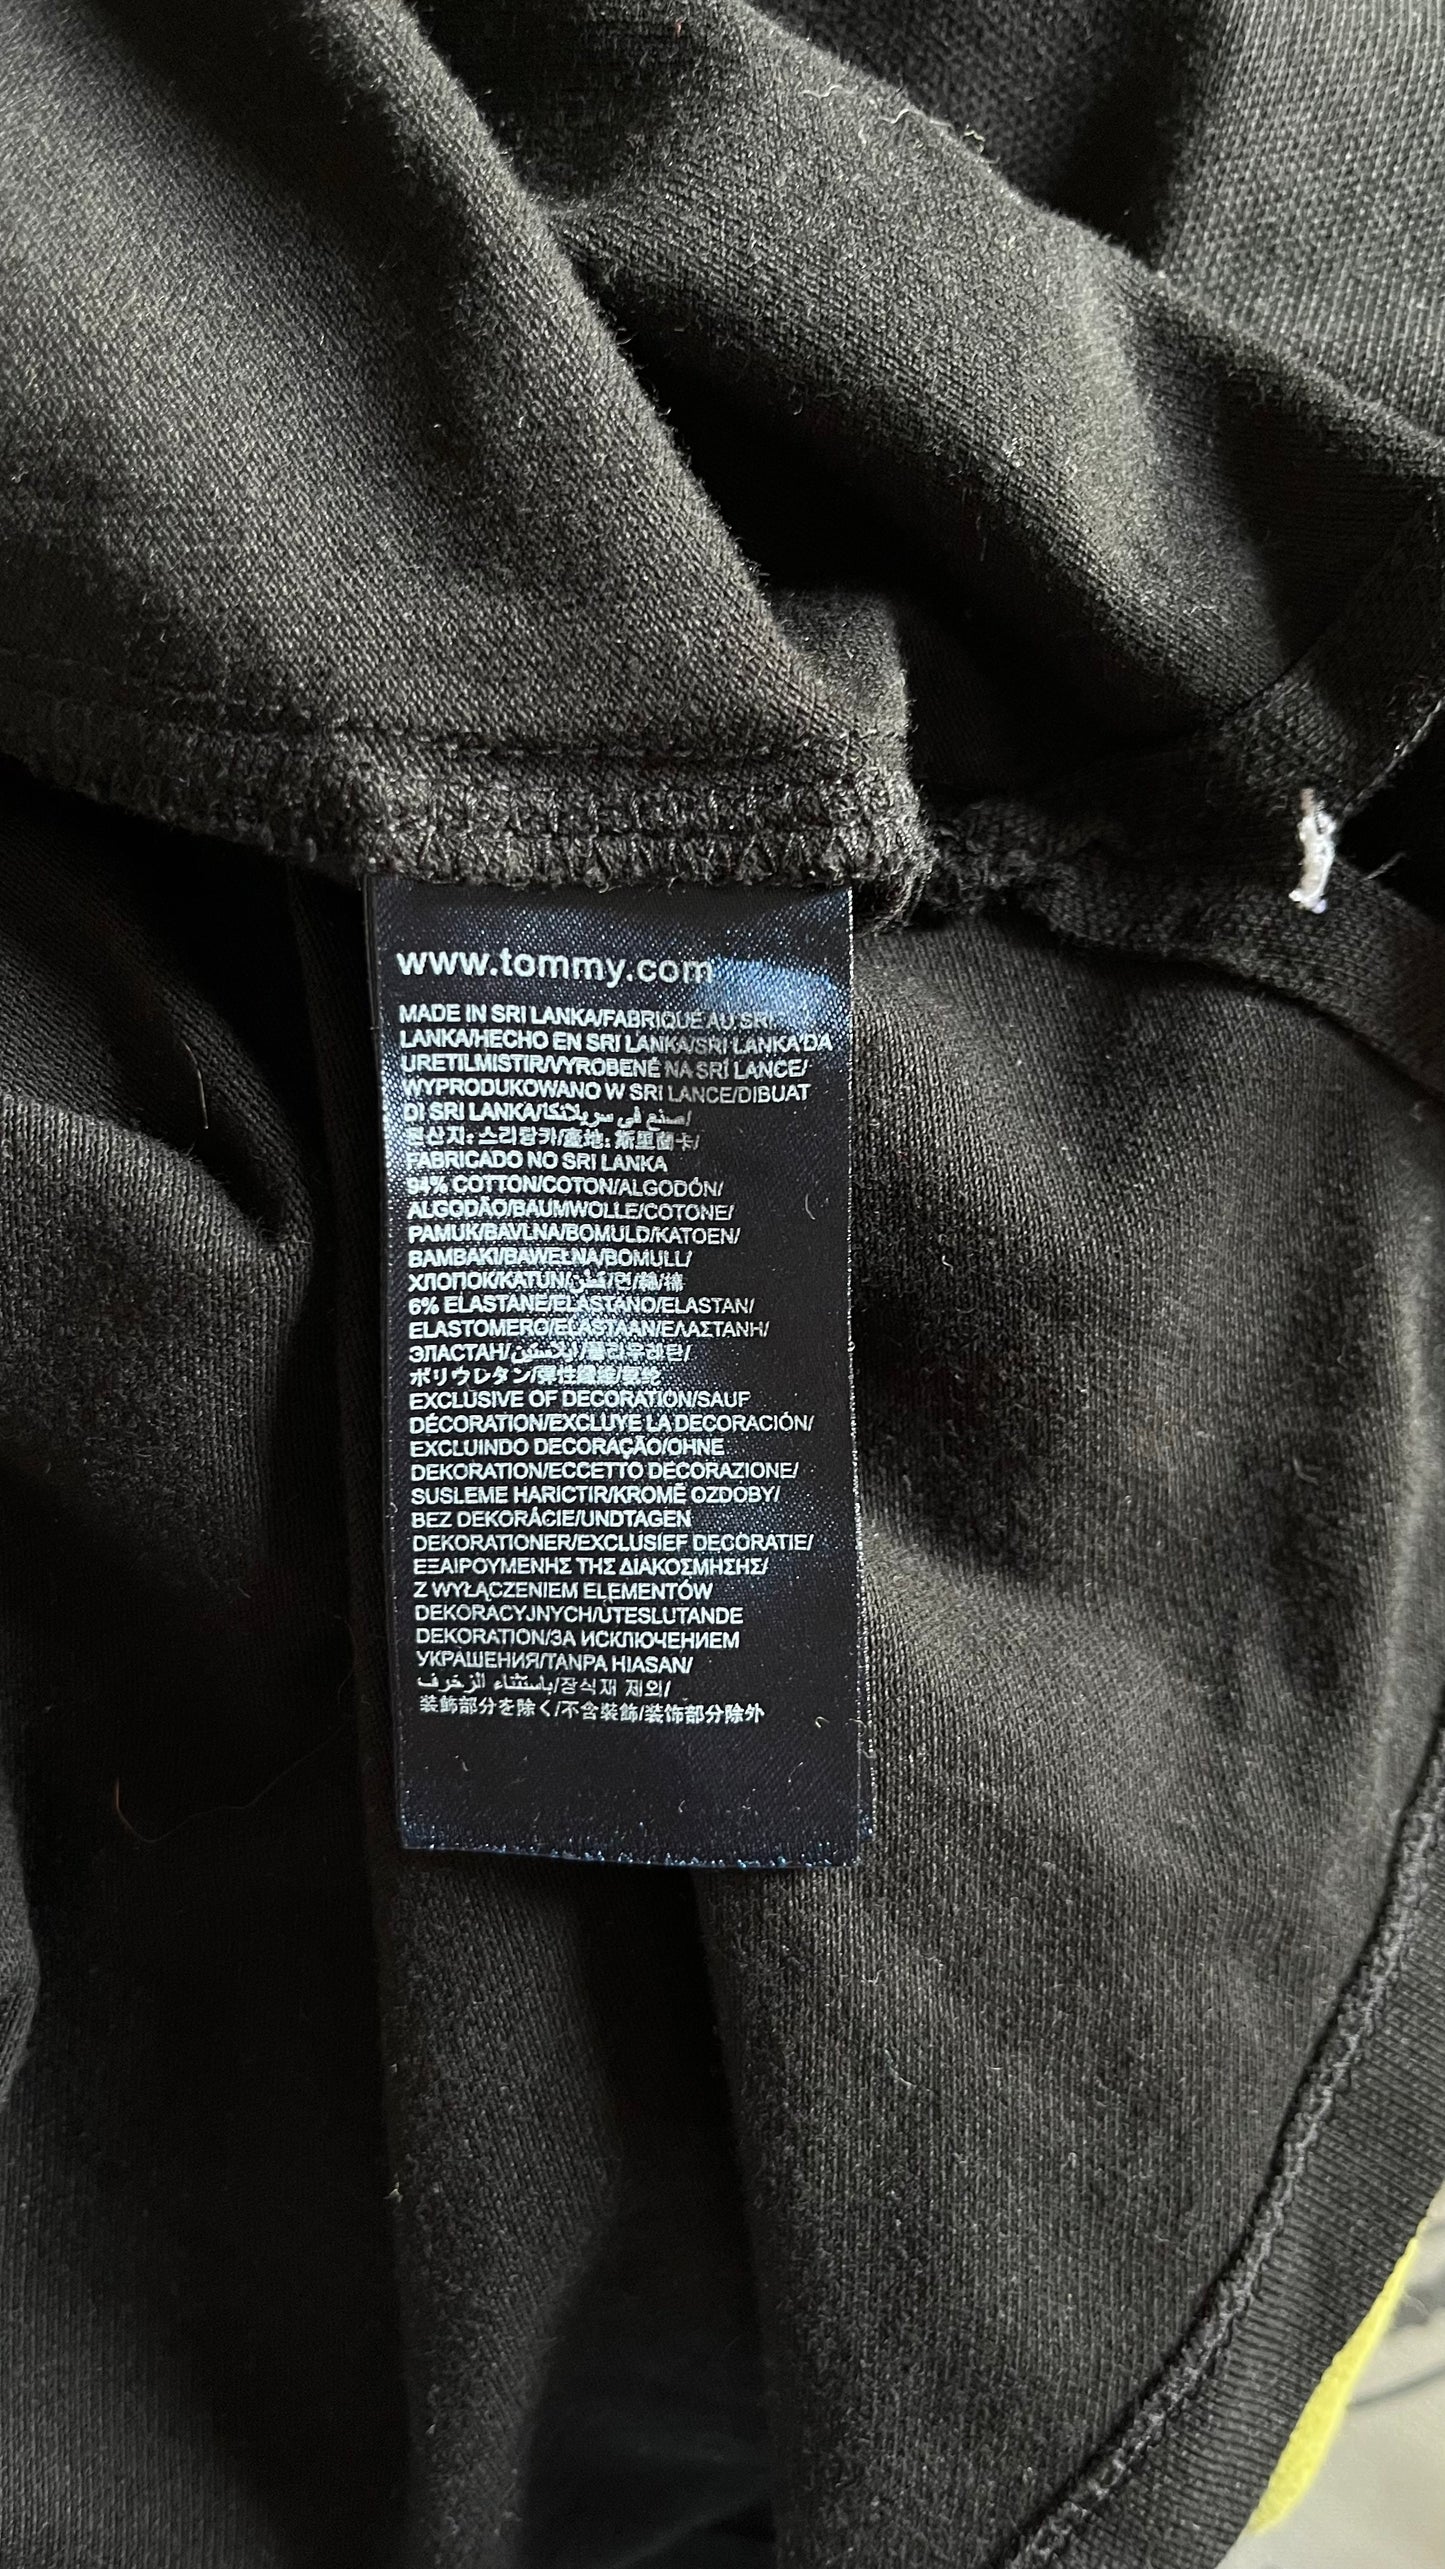 www.tommy.com
MADE IN SRI LANKA/FABRIQUE AU SRI
LANKA/HECHO EN SRI LANKA/SRI LANKA'DA
URETILMISTIR/VYROBENÉ NA SRÍ LANCE/
WYPRODUKOWANO W SRI LANCE/DIBUAT
DI SRI LANKA/صنع في سريلانكا/
원산지: 스리랑카/產地: 斯里蘭卡/
FABRICADO NO SRI LANKA
94% COTTON/COTON/ALGODÓN/
ALGODÃO/BAUMWOLLE/COTONE/
PAMUK/BAVLNA/BOMULD/KATOEN/
BAMBAKI/BAWEŁNA/BOMULL/
ХЛОПОК/KATUN/قطن/면/綿/棉
6% ELASTANE/ELASTANO/ELASTAN/
ELASTOMERO/ELASTAAN/ΕΛΑΣΤΑΝΗ/
ЭЛАСТАН/폴리우레탄/
ポリウレタン/彈性纖維/氨纶
EXCLUSIVE OF DECORATION/SAUF
DÉCORATION/EXCLUYE LA DECORACIÓN/
EXCLUINDO DECORAÇÃO/OHNE
DEKORATION/ECCETTO DECORAZIONE/
SUSLEME HARICTIR/KROMĚ OZDOBY/
BEZ DEKORÁCIE/UNDTAGEN
DEKORATIONER/EXCLUSIEF DECORATIE/
ΕΞΑΙΡΟΥΜΕΝΗΣ ΤΗΣ ΔΙΑΚΟΣΜΗΣΗΣ/
Z WYŁĄCZENIEM ELEMENTÓW
DEKORACYJNYCH/UTESLUTANDE
DEKORATION/ЗА ИСКЛЮЧЕНИЕМ
УКРАШЕНИЯ/TANPA HIASAN/
باستثناء الزخرف/장식재 제외/
装飾部分を除く/不含裝飾/装饰部分除外